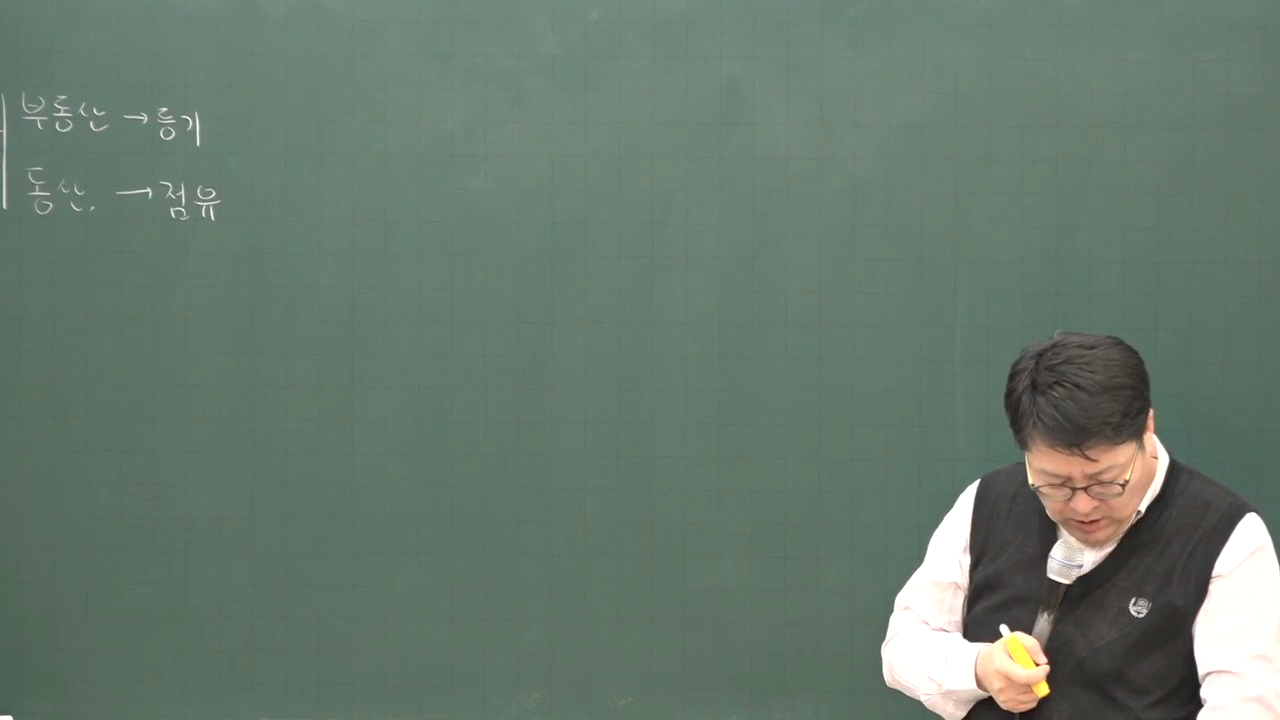 부동산 → 등기
동산. → 점유